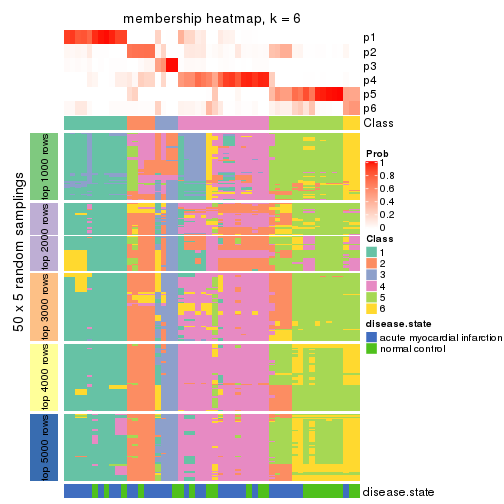 membership heatmap, k = 6
p1
p2
p3
p4
p5
p6
Class
50 x 5 random samplings
top 1000 rows
top 2000 rows
top 3000 rows
top 4000 rows
top 5000 rows
disease.state
Prob
1
0.8
0.6
0.4
0.2
0
Class
1
2
3
4
5
6
disease.state
acute myocardial infarction
normal control